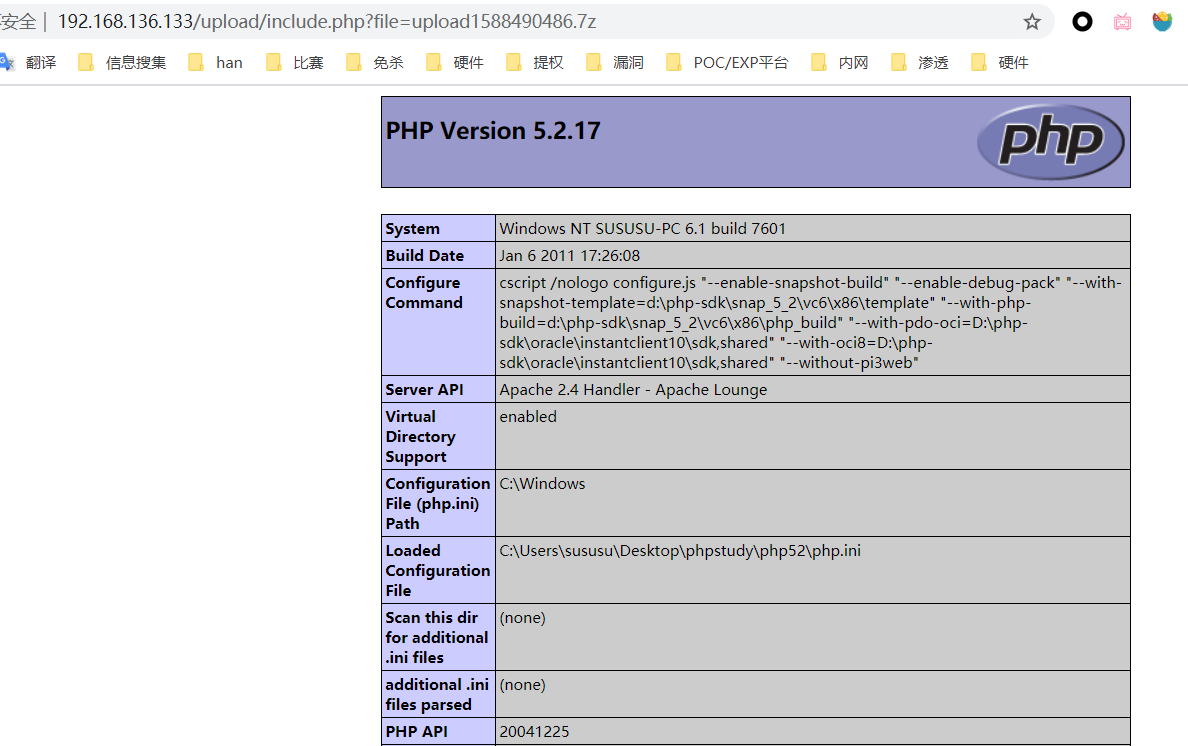 不安全 | 192.168.136.133/upload/include.php?file=upload1588490486.7z
翻译 信息搜集 han 比赛 免杀 硬件 提权 漏洞 POC/EXP平台 内网 渗透 硬件
PHP Version 5.2.17
php
System Windows NT SUSUSU-PC 6.1 build 7601
Build Date Jan 6 2011 17:26:08
Configure cscript /nologo configure.js "--enable-snapshot-build" "--enable-debug-pack" "--with-
Command snapshot-template=d:\php-sdk\snap_5_2\vc6\x86\template" "--with-php-
build=d:\php-sdk\snap_5_2\vc6\x86\php_build" "--with-pdo-oci=D:\php-
sdk\oracle\instantclient10\sdk,shared" "--with-oci8=D:\php-
sdk\oracle\instantclient10\sdk,shared" "--without-pi3web"
Server API Apache 2.4 Handler - Apache Lounge
Virtual enabled
Directory
Support
Configuration C:\Windows
File (php.ini)
Path
Loaded C:\Users\sususu\Desktop\phpstudy\php52\php.ini
Configuration
File
Scan this dir (none)
for additional
.ini files
additional .ini (none)
files parsed
PHP API 20041225